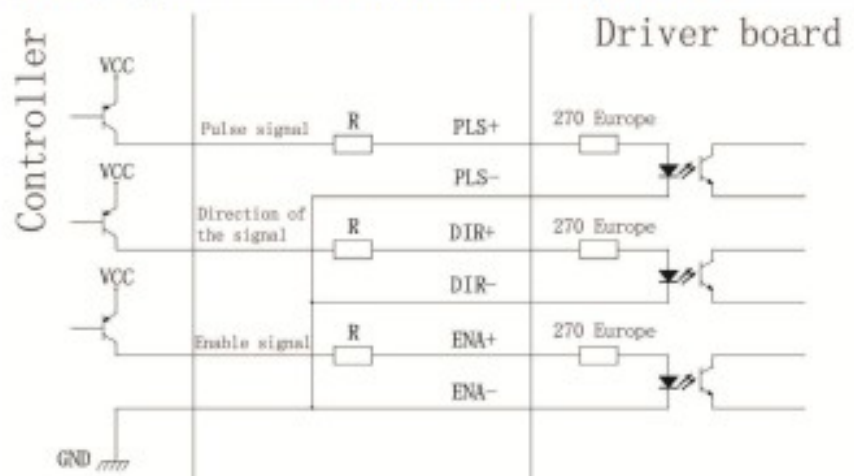 Driver board
Controller
VCC
Pulse signal
R
PLS+
270 Europe
PLS-
VCC
Direction of
the signal
R
DIR+
270 Europe
DIR-
VCC
Enable signal
R
ENA+
270 Europe
ENA-
GND